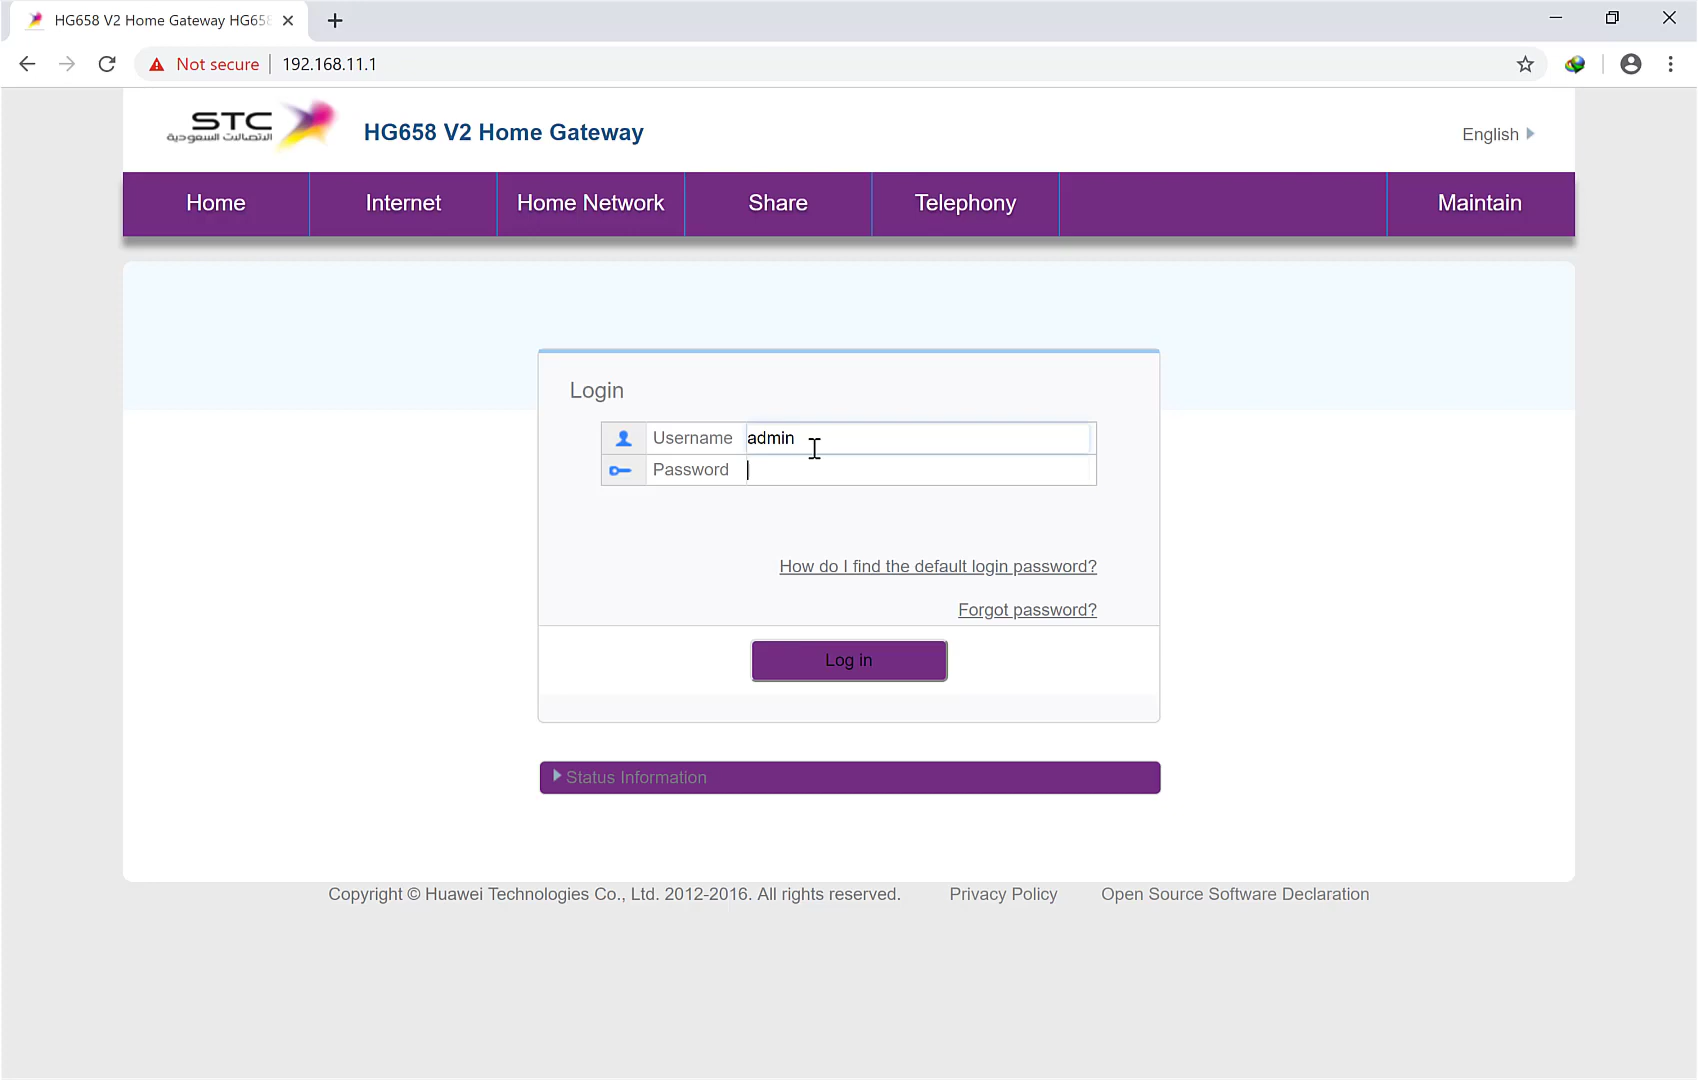 HG658 V2 Home Gateway HG658
Not secure
192.168.11.1
STC
الاتصالات السعودية
HG658 V2 Home Gateway
English
Home
Internet
Home Network
Share
Telephony
Maintain
Login
Username admin
Password
How do I find the default login password?
Forgot password?
Log in
Status Information
Copyright © Huawei Technologies Co., Ltd. 2012-2016. All rights reserved. Privacy Policy Open Source Software Declaration